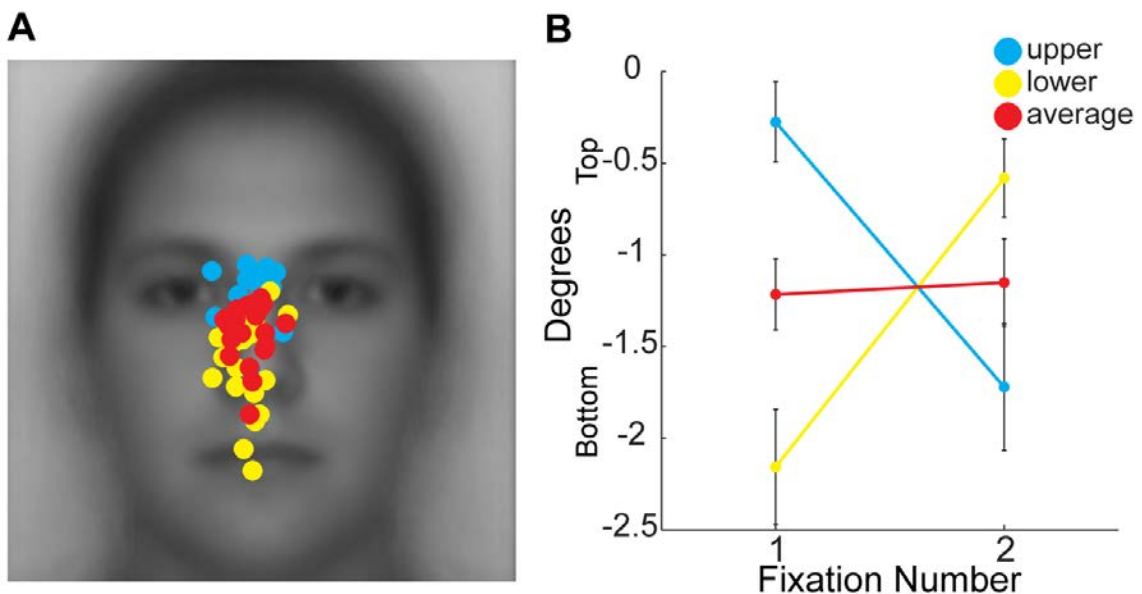 A
B
upper
lower
average
Degrees
Top
Bottom
0
-0.5
-1
-1.5
-2
-2.5
1
2
Fixation Number